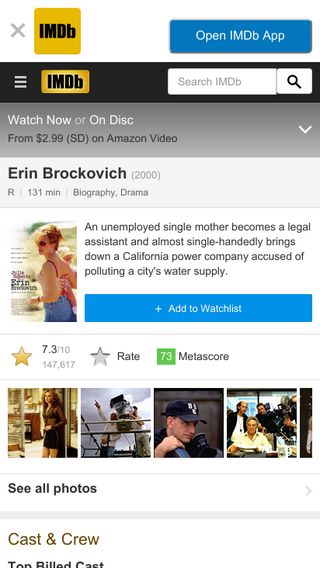 IMDb
Open IMDb App
IMDb
Search IMDb
Watch Now or On Disc
From $2.99 (SD) on Amazon Video
Erin Brockovich (2000)
R | 131 min | Biography, Drama
Julia Roberts
Erin Brockovich
An unemployed single mother becomes a legal
assistant and almost single-handedly brings
down a California power company accused of
polluting a city's water supply.
+ Add to Watchlist
7.3/10
147,617
Rate
73 Metascore
See all photos
Cast & Crew
Top Billed Cast